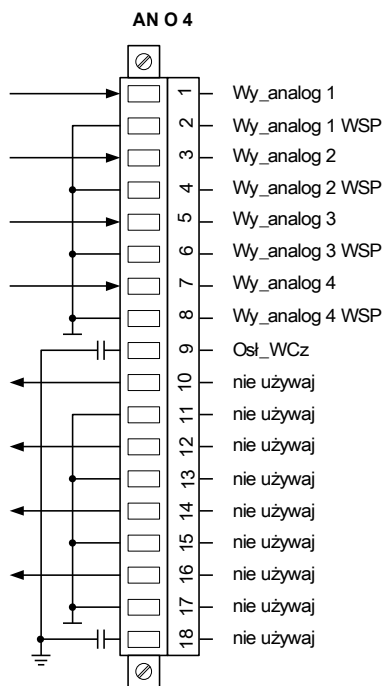 AN O 4
1 Wy_analog 1
2 Wy_analog 1 WSP
3 Wy_analog 2
4 Wy_analog 2 WSP
5 Wy_analog 3
6 Wy_analog 3 WSP
7 Wy_analog 4
8 Wy_analog 4 WSP
9 Osł_WCz
10 nie używaj
11 nie używaj
12 nie używaj
13 nie używaj
14 nie używaj
15 nie używaj
16 nie używaj
17 nie używaj
18 nie używaj